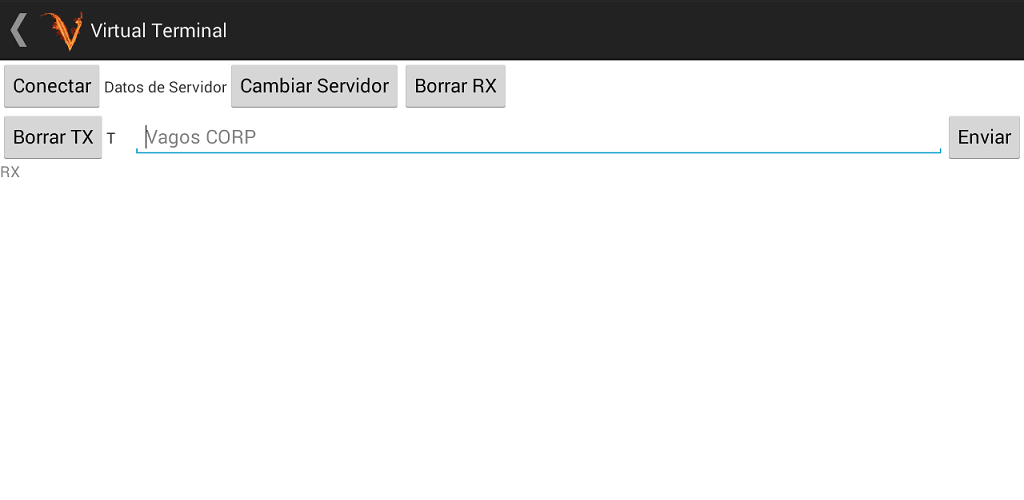 Virtual Terminal
Conectar Datos de Servidor Cambiar Servidor Borrar RX
Borrar TX T Vagos CORP Enviar
RX